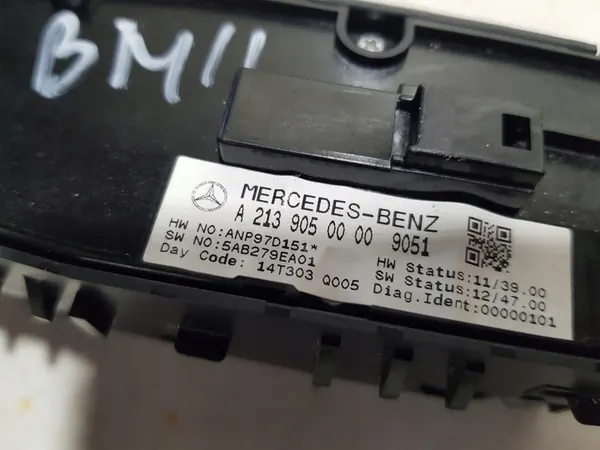 BM11
MERCEDES-BENZ
A 213 905 00 00 9051
HW NO:ANP97D151*
SW NO:5AB279EA01
Day Code: 14T303 Q005
HW Status:11/39.00
SW Status:12/47.00
Diag.Ident:00000101